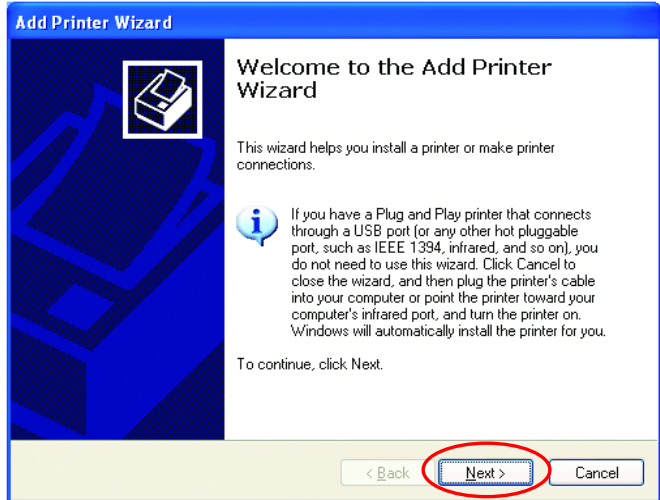 Add Printer Wizard
Welcome to the Add Printer
Wizard
This wizard helps you install a printer or make printer
connections.
If you have a Plug and Play printer that connects
through a USB port (or any other hot pluggable
port, such as IEEE 1394, infrared, and so on), you
do not need to use this wizard. Click Cancel to
close the wizard, and then plug the printer's cable
into your computer or point the printer toward your
computer's infrared port, and turn the printer on.
Windows will automatically install the printer for you.
To continue, click Next.
< Back Next > Cancel